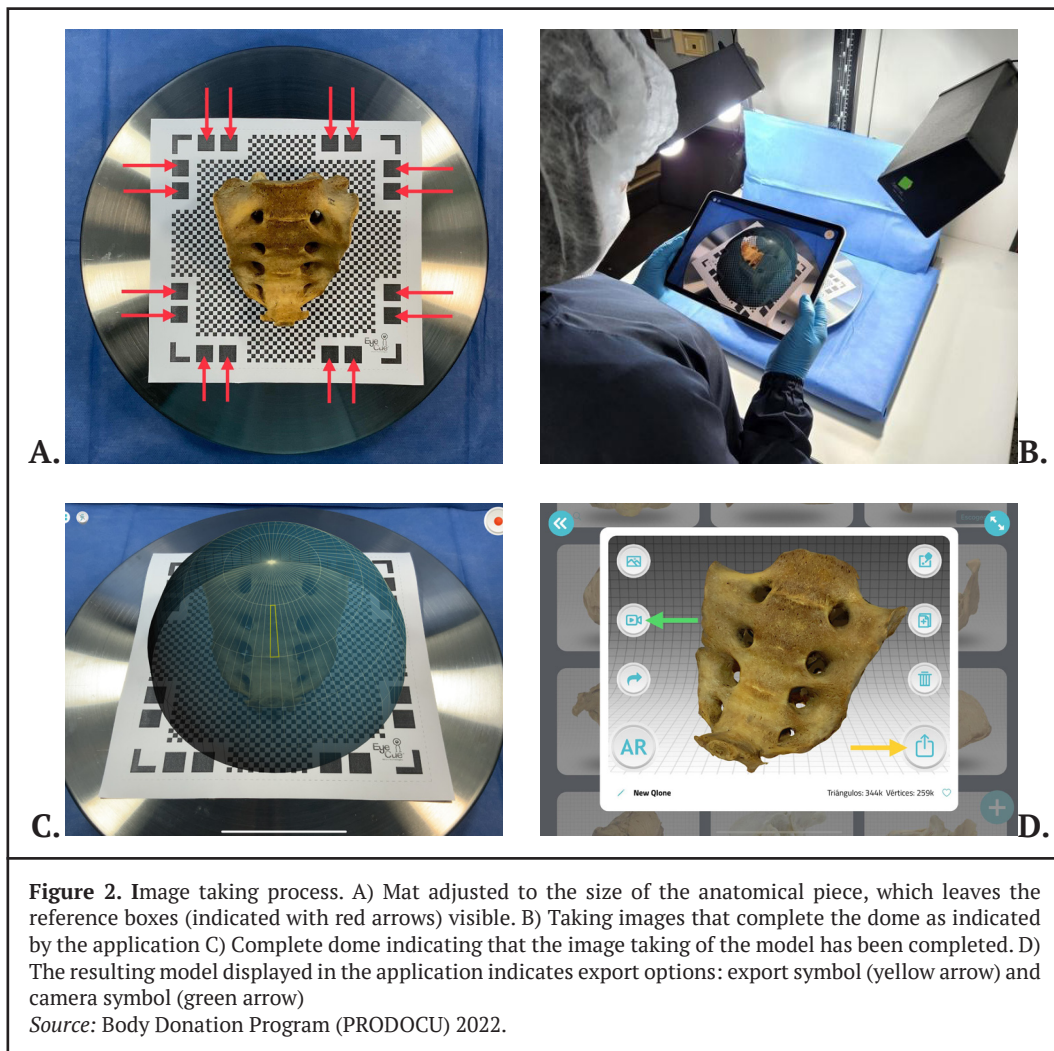 Eye
Cue
A.
B.
Eye
Cue
C.
AR
New Qlone
Triângulos: 344k Vértices: 259k
D.
Figure 2. Image taking process. A) Mat adjusted to the size of the anatomical piece, which leaves the
reference boxes (indicated with red arrows) visible. B) Taking images that complete the dome as indicated
by the application C) Complete dome indicating that the image taking of the model has been completed. D)
The resulting model displayed in the application indicates export options: export symbol (yellow arrow) and
camera symbol (green arrow)
Source: Body Donation Program (PRODOCU) 2022.